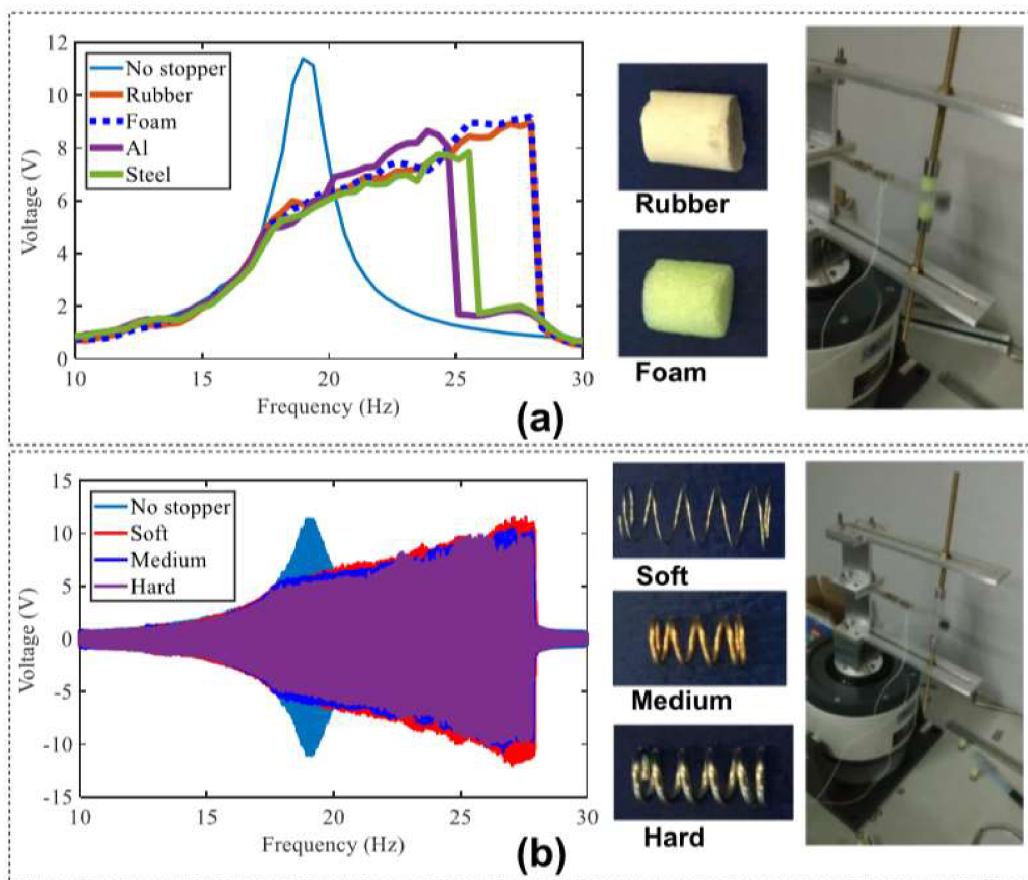 12
10
8
6
4
2
0
Voltage (V)
No stopper
Rubber
Foam
Al
Steel
10
15
20
25
30
Frequency (Hz)
(a)
Rubber
Foam
15
10
5
0
-5
-10
-15
Voltage (V)
No stopper
Soft
Medium
Hard
10
15
20
25
30
Frequency (Hz)
(b)
Soft
Medium
Hard